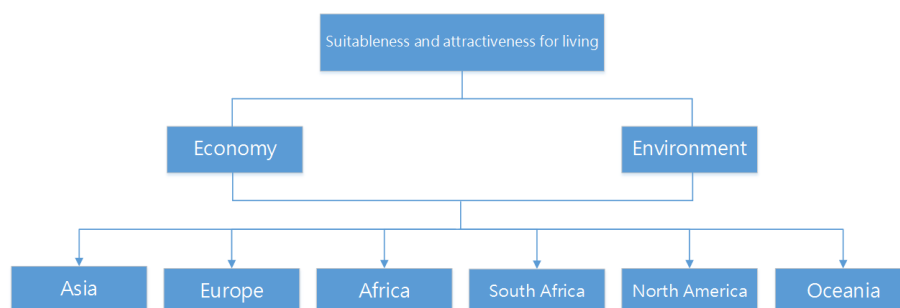 Suitableness and attractiveness for living
Economy
Environment
Asia
Europe
Africa
South Africa
North America
Oceania